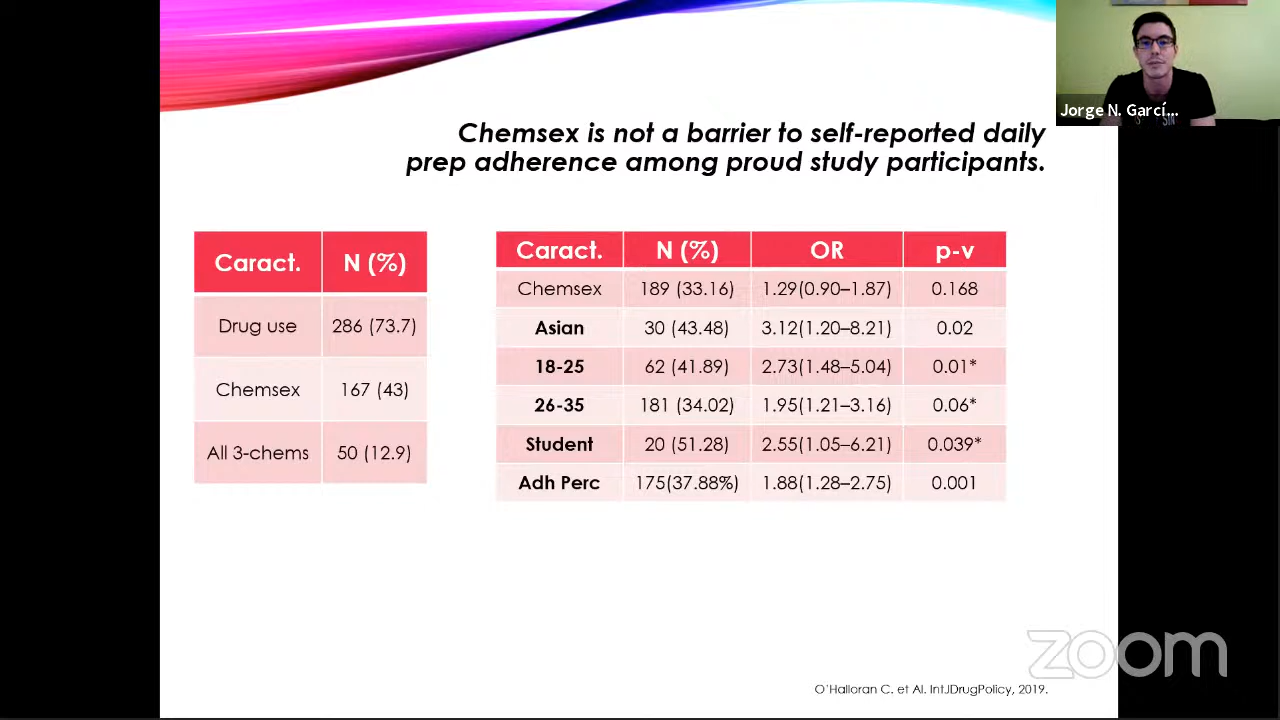 Jorge N. Garcí...
Chemsex is not a barrier to self-reported daily
prep adherence among proud study participants.
Caract. N (%)
Drug use 286 (73.7)
Chemsex 167 (43)
All 3-chems 50 (12.9)
Caract. N (%) OR p-v
Chemsex 189 (33.16) 1.29(0.90–1.87) 0.168
Asian 30 (43.48) 3.12(1.20–8.21) 0.02
18-25 62 (41.89) 2.73(1.48–5.04) 0.01*
26-35 181 (34.02) 1.95(1.21–3.16) 0.06*
Student 20 (51.28) 2.55(1.05–6.21) 0.039*
Adh Perc 175(37.88%) 1.88(1.28–2.75) 0.001
zoom
O'Halloran C. et Al. Int.JDrugPolicy, 2019.